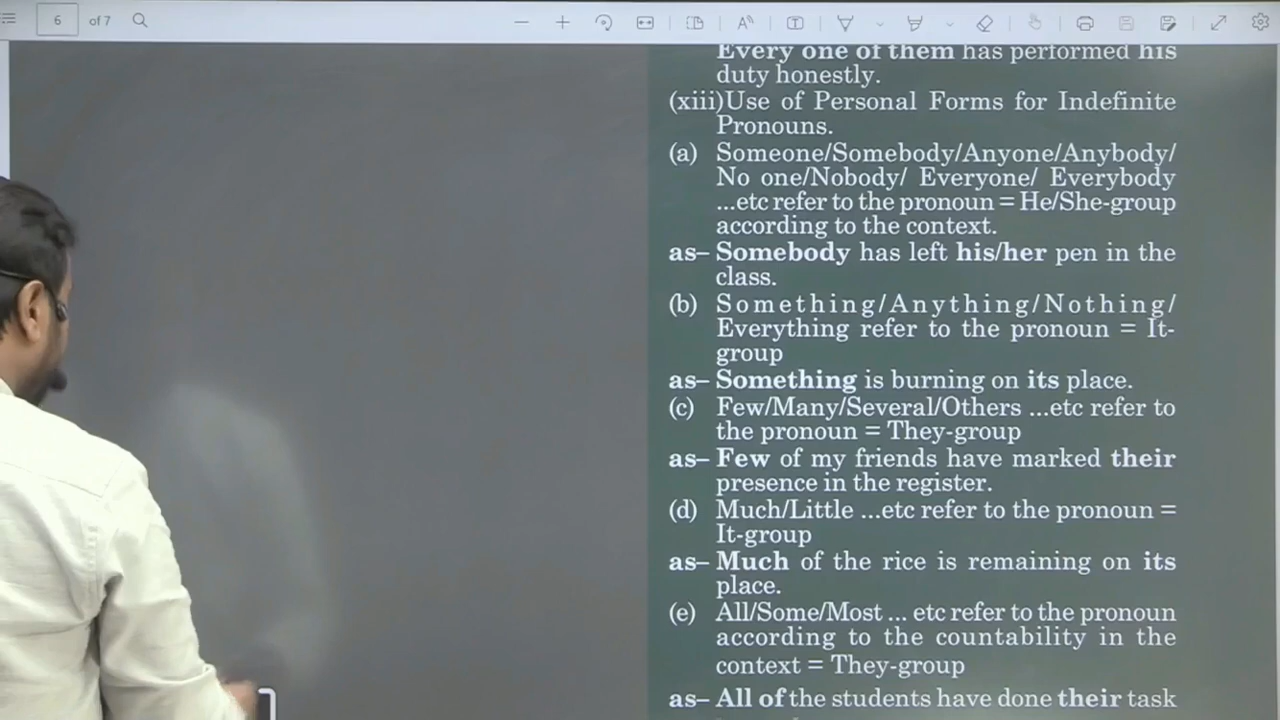 6 of 7
Every one of them has performed his
duty honestly.
(xiii)Use of Personal Forms for Indefinite
Pronouns.
(a) Someone/Somebody/Anyone/Anybody/
No one/Nobody/ Everyone/ Everybody
...etc refer to the pronoun = He/She-group
according to the context.
as– Somebody has left his/her pen in the
class.
(b) Something/Anything/Nothing/
Everything refer to the pronoun = It-
group
as– Something is burning on its place.
(c) Few/Many/Several/Others ...etc refer to
the pronoun = They-group
as– Few of my friends have marked their
presence in the register.
(d) Much/Little ...etc refer to the pronoun =
It-group
as– Much of the rice is remaining on its
place.
(e) All/Some/Most ... etc refer to the pronoun
according to the countability in the
context = They-group
as– All of the students have done their task